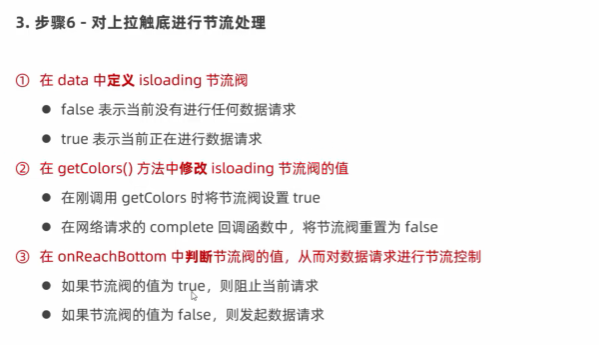 3. 步骤6 - 对上拉触底进行节流处理
① 在 data 中定义 isloading 节流阀
● false 表示当前没有进行任何数据请求
● true 表示当前正在进行数据请求
② 在 getColors() 方法中修改 isloading 节流阀的值
● 在刚调用 getColors 时将节流阀设置 true
● 在网络请求的 complete 回调函数中，将节流阀重置为 false
③ 在 onReachBottom 中判断节流阀的值，从而对数据请求进行节流控制
● 如果节流阀的值为 true，则阻止当前请求
● 如果节流阀的值为 false，则发起数据请求